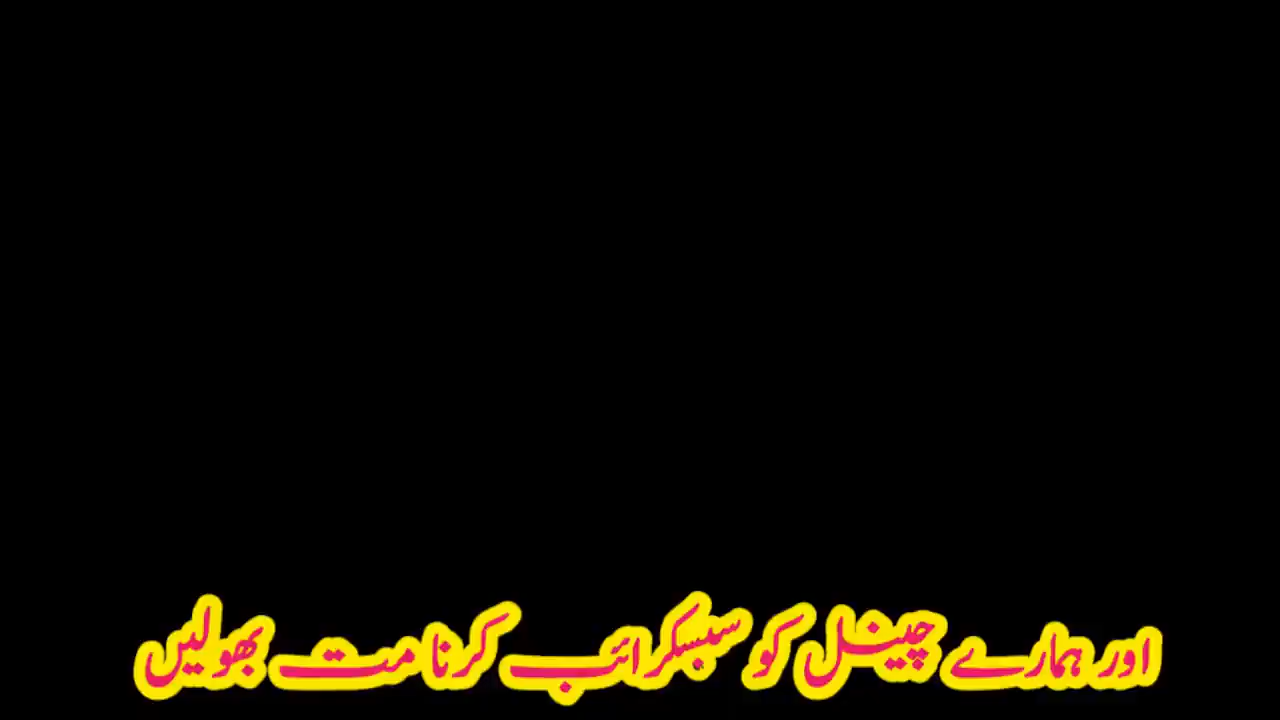 اور ہمارے چینل کو سبسکرائب کرنا مت بھولیں